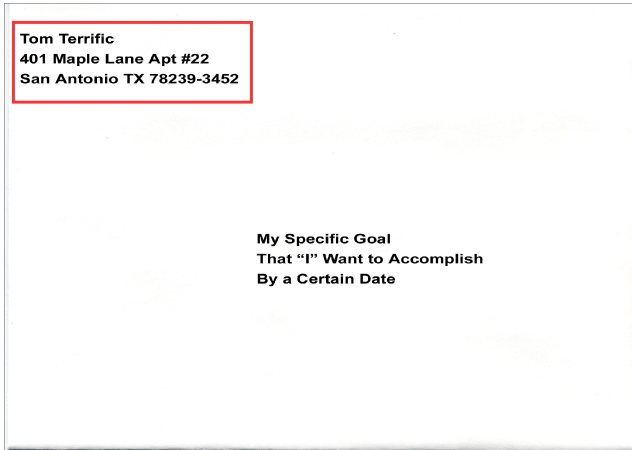 Tom Terrific
401 Maple Lane Apt #22
San Antonio TX 78239-3452
My Specific Goal
That “I” Want to Accomplish
By a Certain Date